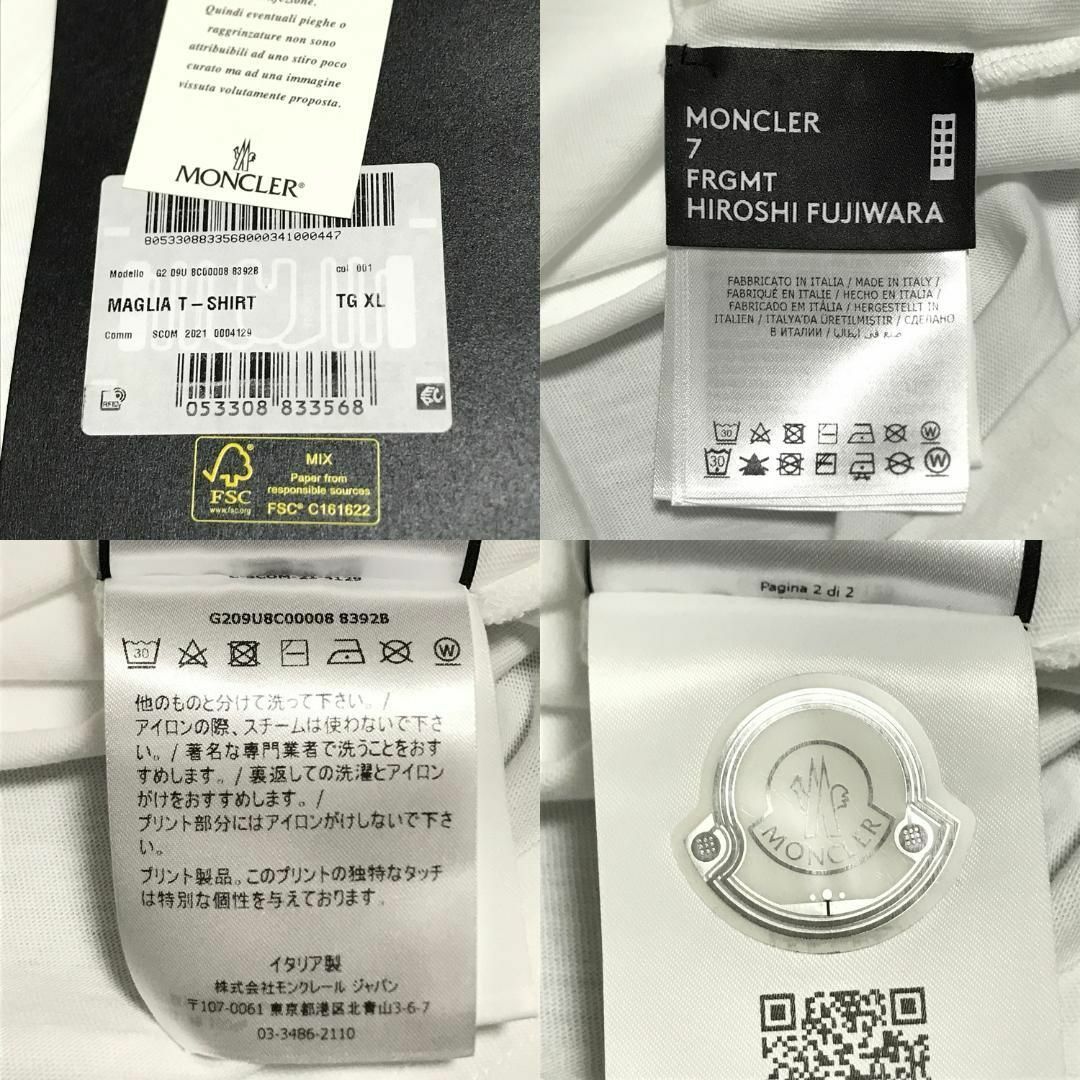 Quindi eventuali pieghe o
raggrinzature non sono
attribuibili ad uno stiro poco
curato ma ad una immagine
vissuta volutamente proposta.
MONCLER®
8053308833568000341000447
Modello G2 09U 8C00008 8392B col 001
MAGLIA T-SHIRT TG XL
Comm SCOM 2021 0004129
RFID
053308 833568
FSC
www.fsc.org
MIX
Paper from
responsible sources
FSC® C161622
MONCLER
7
FRGMT
HIROSHI FUJIWARA
FABBRICATO IN ITALIA / MADE IN ITALY /
FABRIQUÉ EN ITALIE / HECHO EN ITALIA /
FABRICADO EM ITÁLIA / HERGESTELLT IN
ITALIEN / ITALYA'DA ÜRETILMISTIR / СДЕЛАНО
В ИТАЛИИ / صنع في ايطاليا
30
W
30
W
G209U8C00008 8392B
30
W
他のものと分けて洗って下さい。/
アイロンの際、スチームは使わないで下さ
い。/ 著名な専門業者で洗うことをおす
すめします。/ 裏返しての洗濯とアイロン
がけをおすすめします。/
プリント部分にはアイロンがけしないで下さ
い。
プリント製品。このプリントの独特なタッチ
は特別な個性を与えております。
イタリア製
株式会社モンクレール ジャパン
〒107-0061 東京都港区北青山3-6-7
03-3486-2110
Pagina 2 di 2
MONCLER